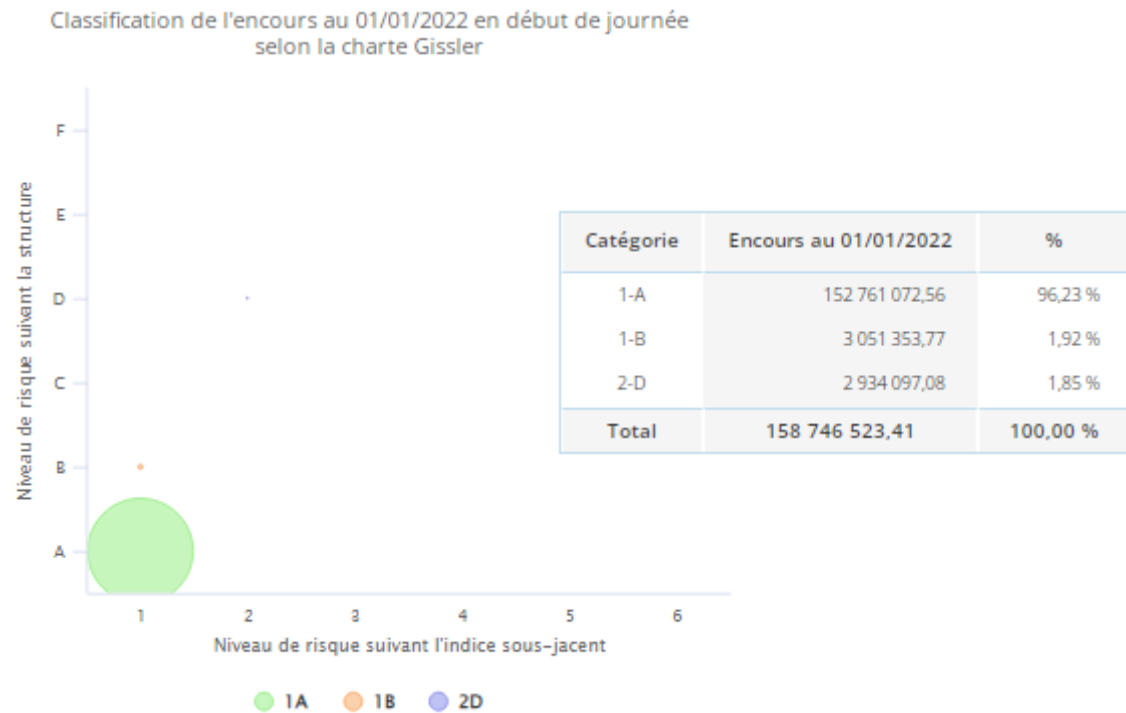 Classification de l'encours au 01/01/2022 en début de journée
selon la charte Gissler
Niveau de risque suivant la structure
F
E
D
C
B
A
1 2 3 4 5 6
Niveau de risque suivant l'indice sous-jacent
1A 1B 2D
Catégorie Encours au 01/01/2022 %
1-A 152 761 072,56 96,23 %
1-B 3 051 353,77 1,92 %
2-D 2 934 097,08 1,85 %
Total 158 746 523,41 100,00 %